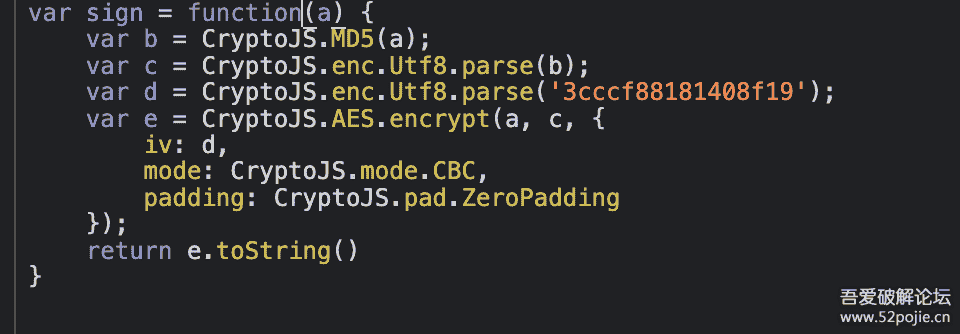 var sign = function(a) {
    var b = CryptoJS.MD5(a);
    var c = CryptoJS.enc.Utf8.parse(b);
    var d = CryptoJS.enc.Utf8.parse('3cccf88181408f19');
    var e = CryptoJS.AES.encrypt(a, c, {
        iv: d,
        mode: CryptoJS.mode.CBC,
        padding: CryptoJS.pad.ZeroPadding
    });
    return e.toString()
}
吾爱破解论坛
www.52pojie.cn